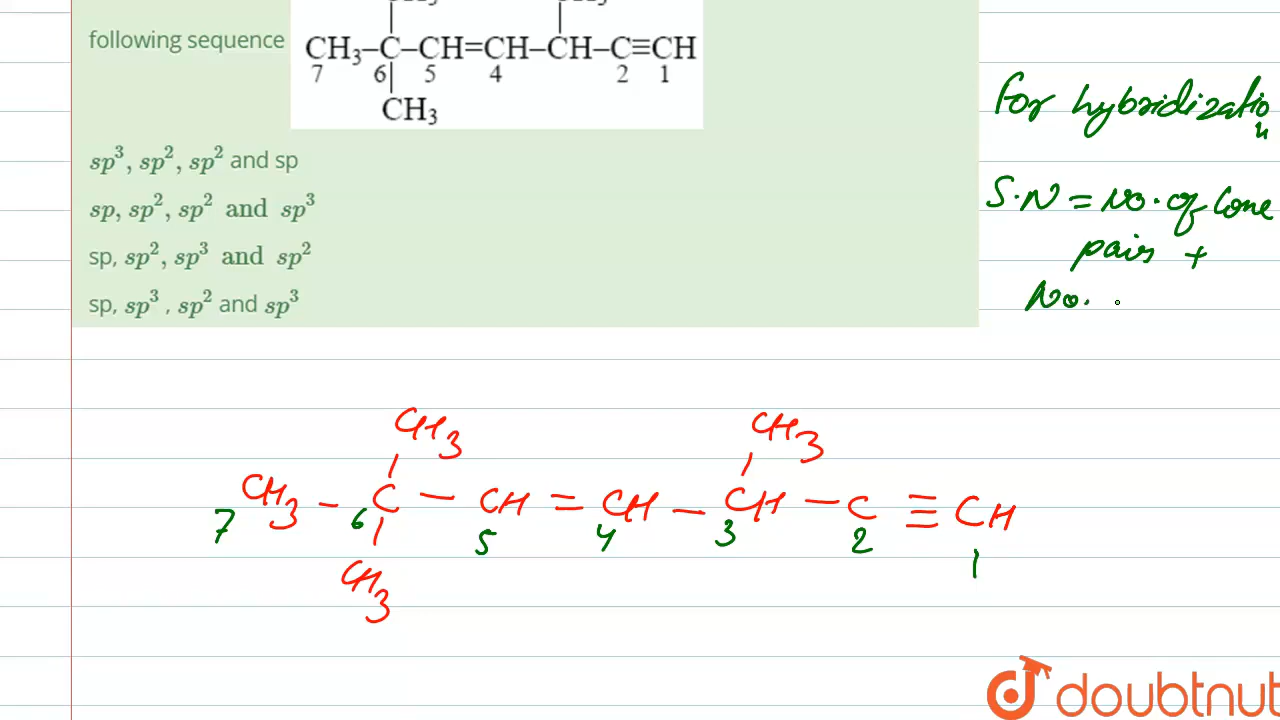 following sequence
CH₃–C–CH=CH–CH–C≡CH
7 6 5 4 2 1
CH₃
sp³, sp², sp² and sp
sp, sp², sp² and sp³
sp, sp², sp³ and sp²
sp, sp³ , sp² and sp³
For hybridization
S.N = No. of lone
pairs +
No.
CH₃ CH₃
CH₃ – C – CH = CH – CH – C ≡ CH
7 6 5 4 3 2 1
CH₃
doubtnut